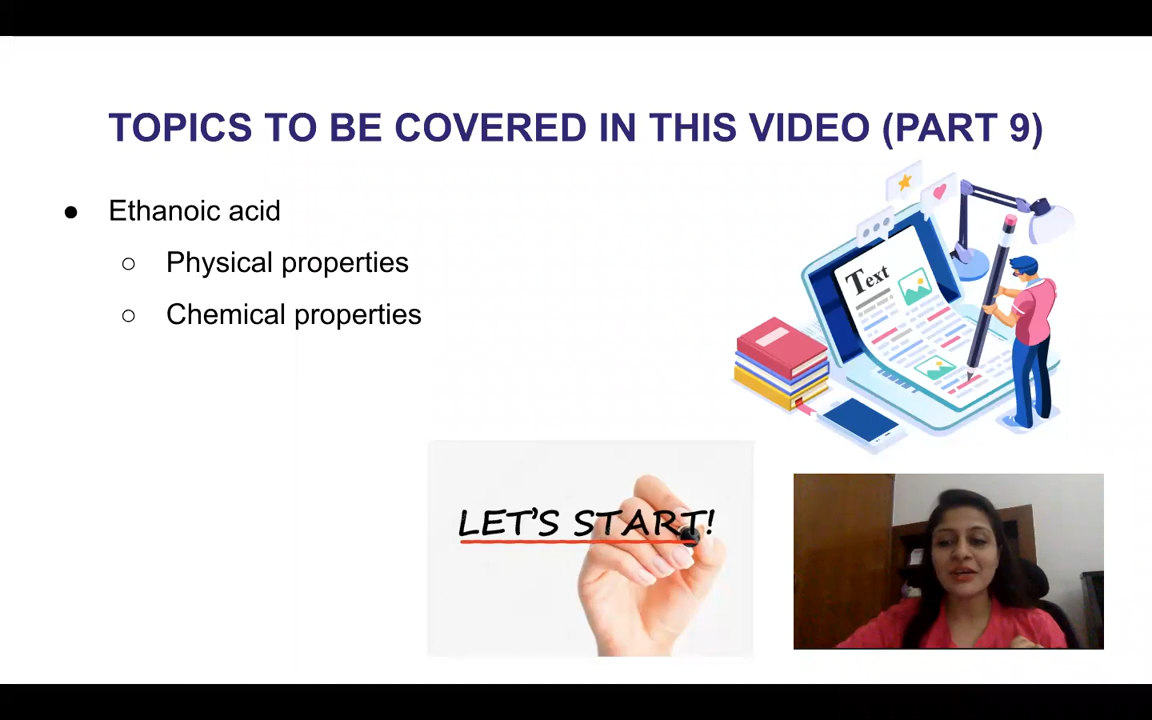 TOPICS TO BE COVERED IN THIS VIDEO (PART 9)
● Ethanoic acid
○ Physical properties
○ Chemical properties
Text
LET'S START!